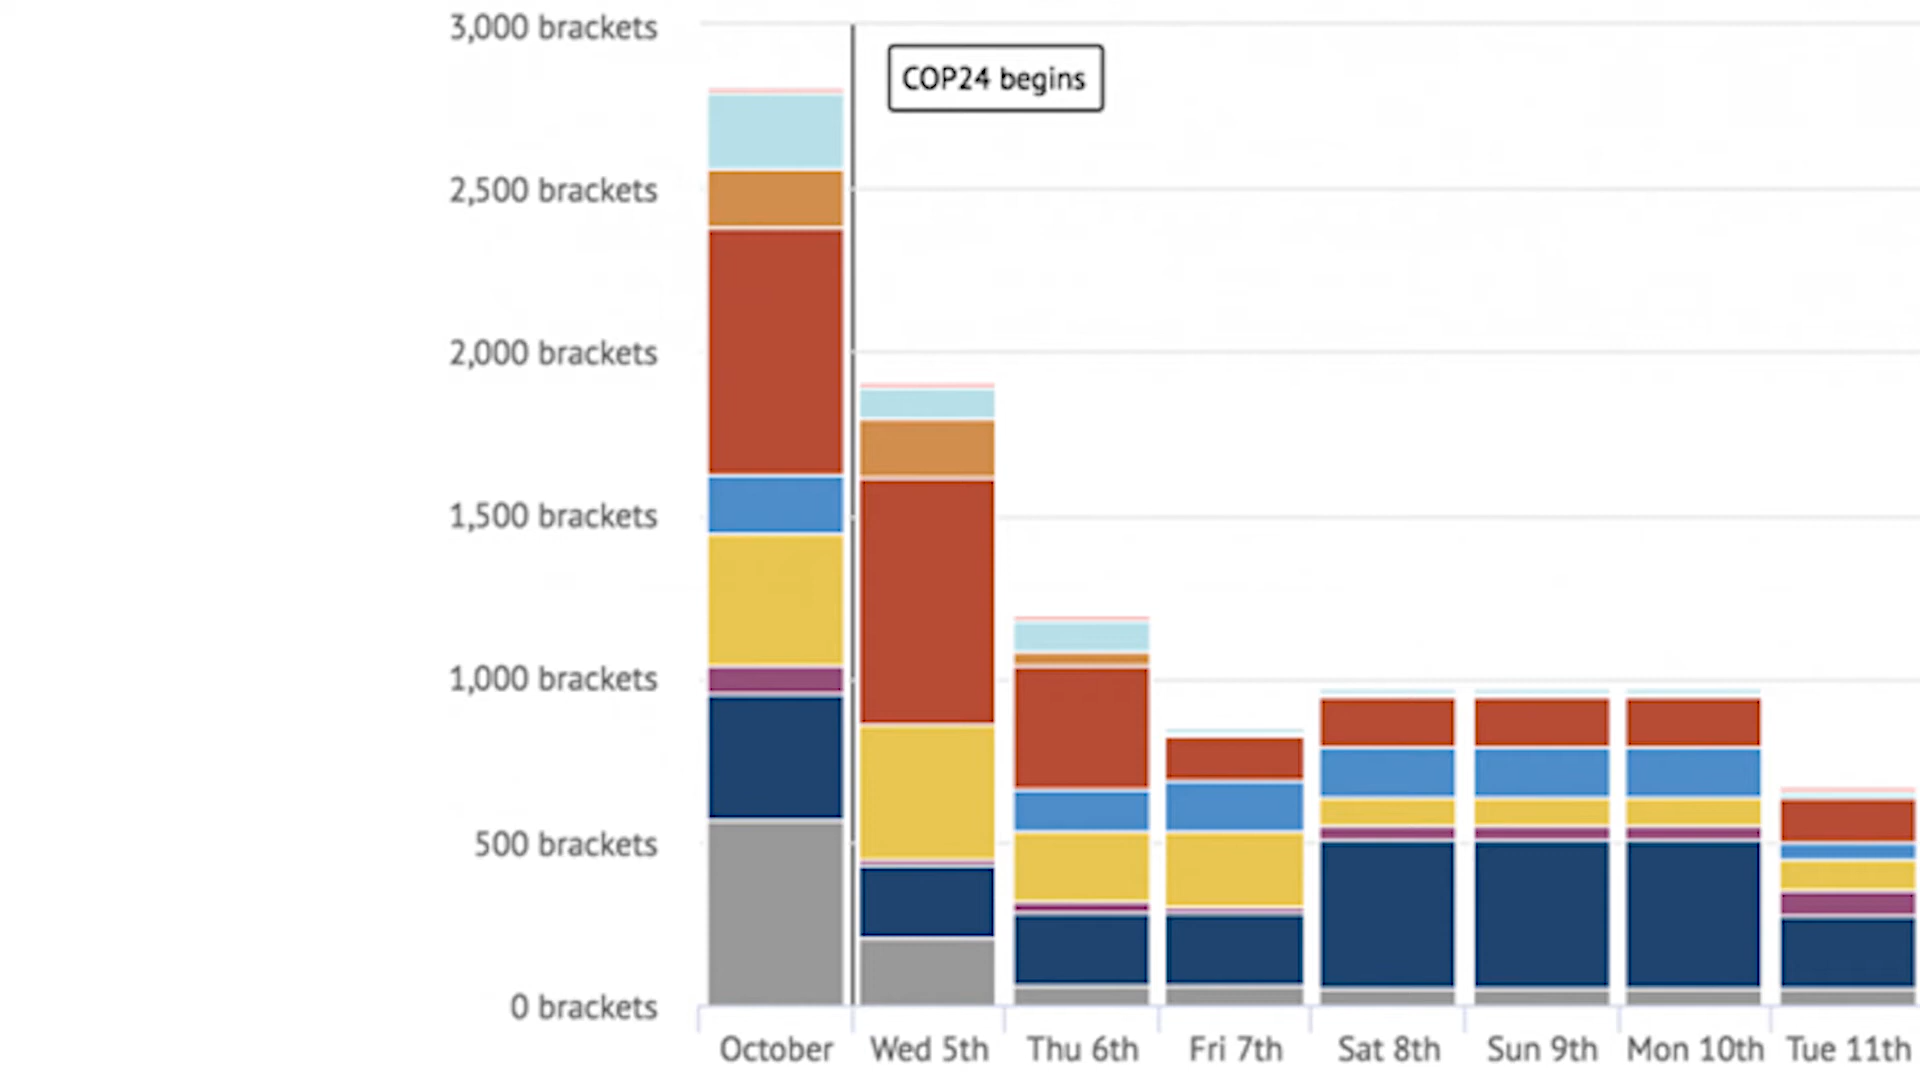 3,000 brackets
COP24 begins
2,500 brackets
2,000 brackets
1,500 brackets
1,000 brackets
500 brackets
0 brackets
October Wed 5th Thu 6th Fri 7th Sat 8th Sun 9th Mon 10th Tue 11th